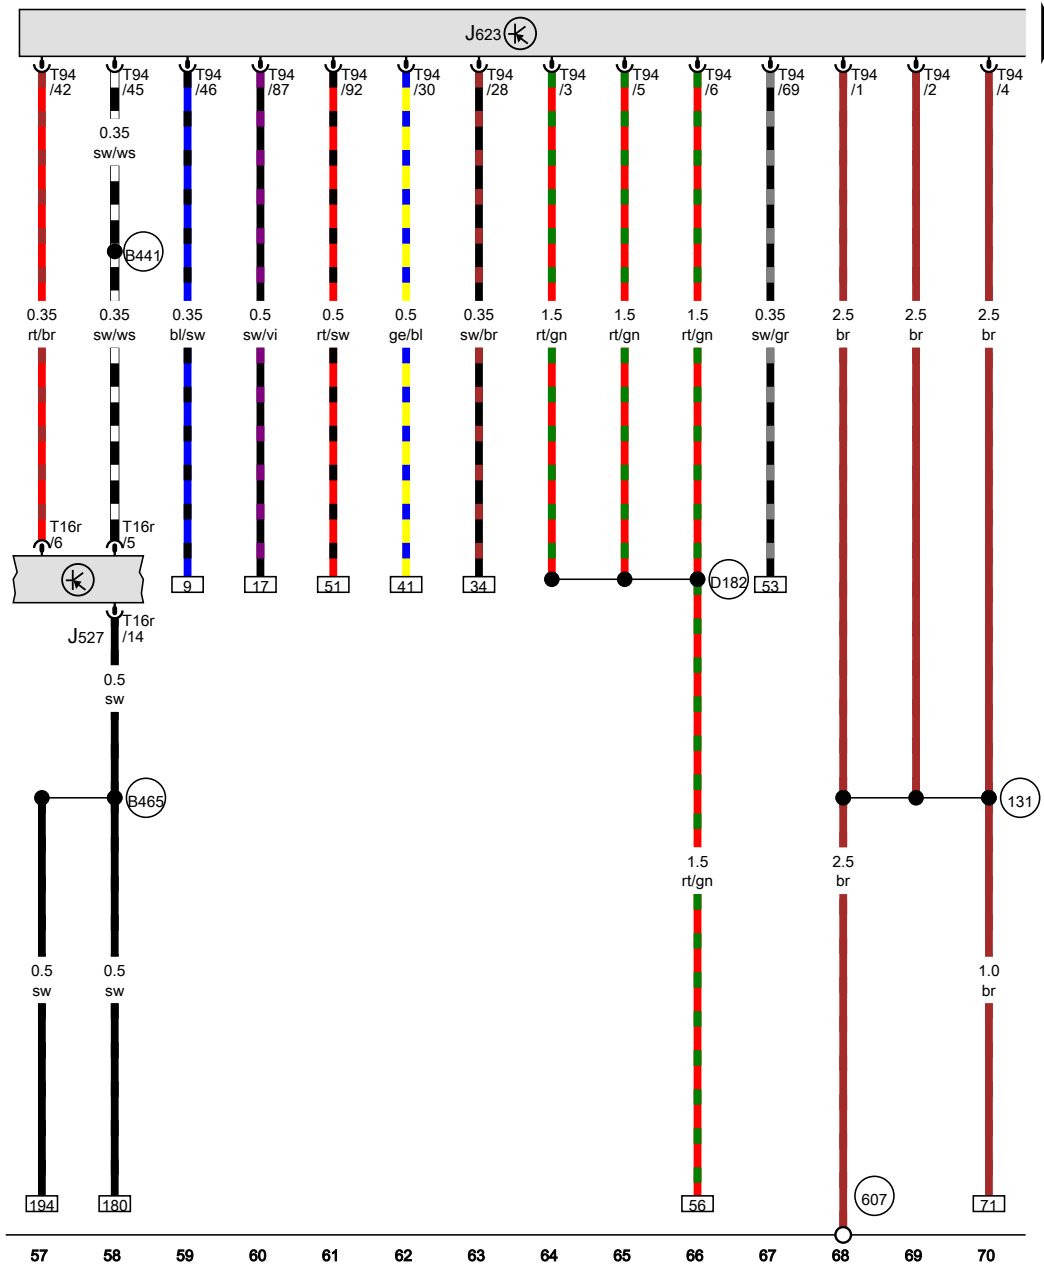 J623
T94 T94 T94 T94 T94 T94 T94 T94 T94 T94 T94 T94 T94 T94
/42 /45 /46 /87 /92 /30 /28 /3 /5 /6 /69 /1 /2 /4
0.35
sw/ws
B441
0.35 0.35 0.35 0.5 0.5 0.5 0.35 1.5 1.5 1.5 0.35 2.5 2.5 2.5
rt/br sw/ws bl/sw sw/vi rt/sw ge/bl sw/br rt/gn rt/gn rt/gn sw/gr br br br
T16r T16r
/6 /5
9 17 51 41 34 D182 53
T16r
J527 /14
0.5
sw
B465 131
1.5 2.5
rt/gn br
0.5 0.5 1.0
sw sw br
607
194 180 56 71
57 58 59 60 61 62 63 64 65 66 67 68 69 70